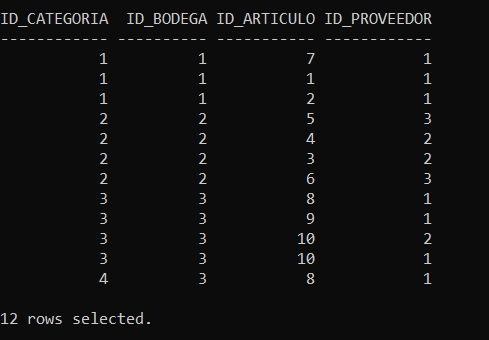 ID_CATEGORIA  ID_BODEGA ID_ARTICULO ID_PROVEEDOR
------------ ---------- ----------- ------------
           1          1           7            1
           1          1           1            1
           1          1           2            1
           2          2           5            3
           2          2           4            2
           2          2           3            2
           2          2           6            3
           3          3           8            1
           3          3           9            1
           3          3          10            2
           3          3          10            1
           4          3           8            1
12 rows selected.